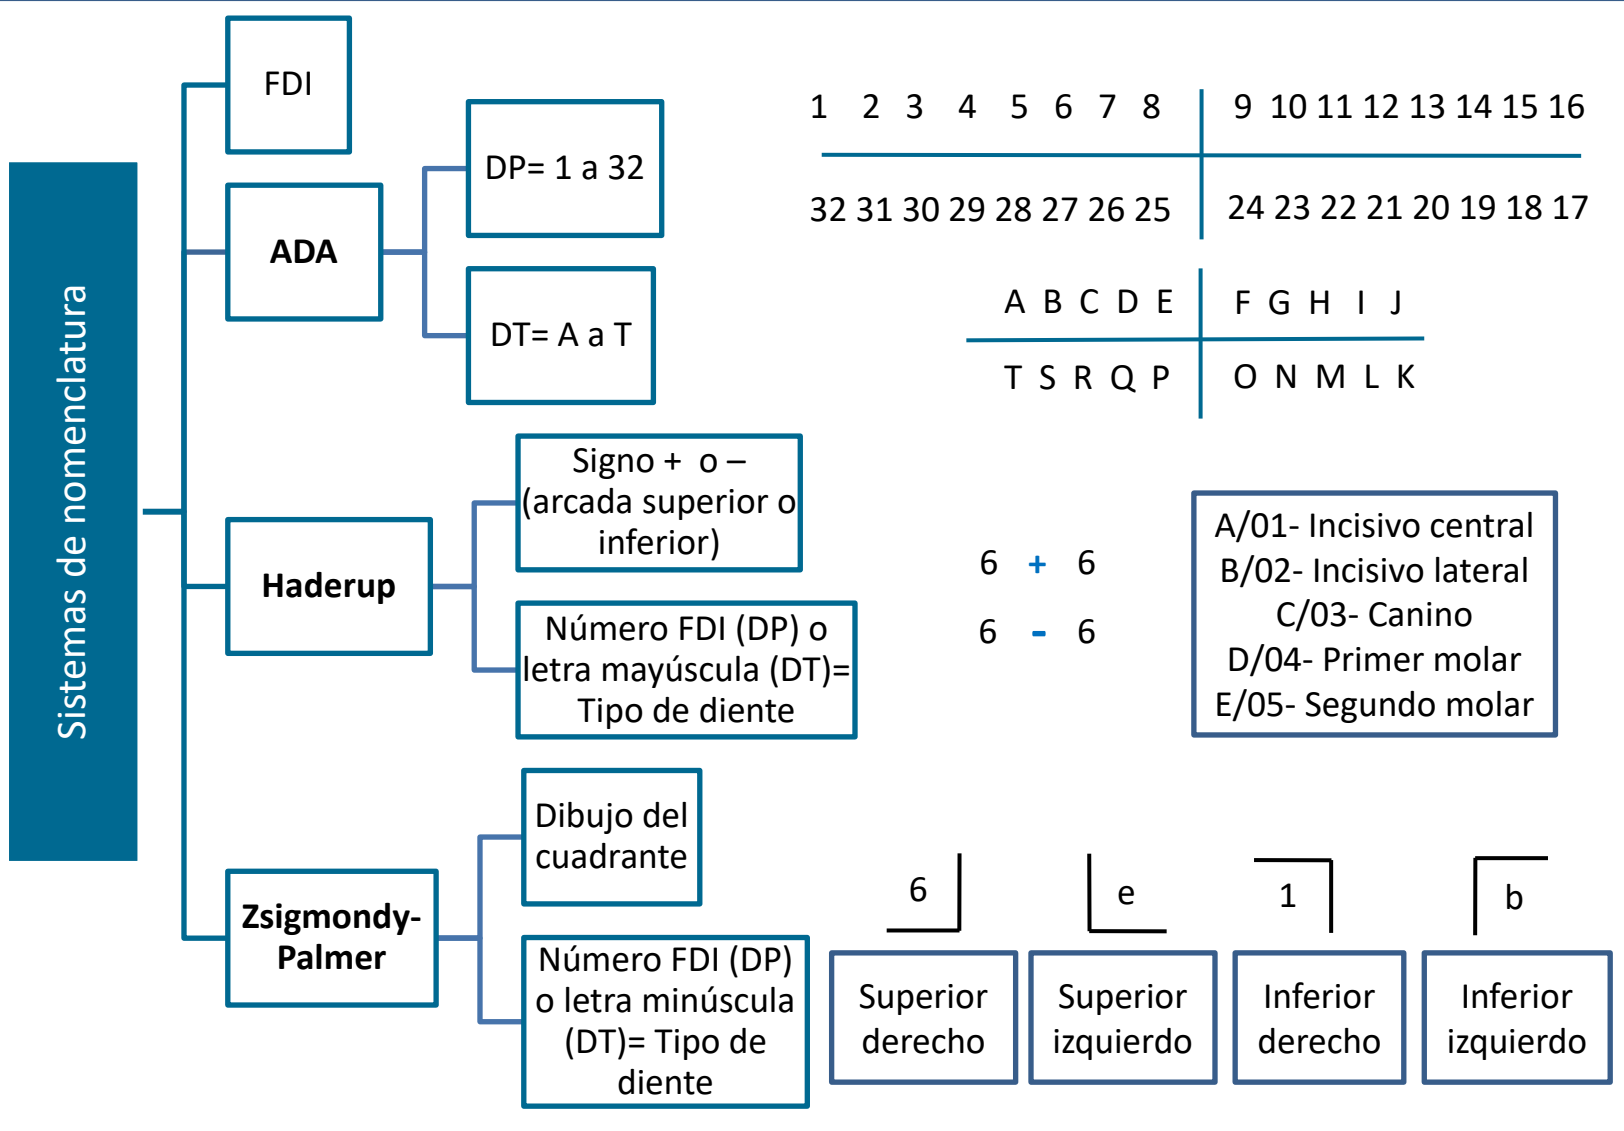 Sistemas de nomenclatura
FDI
ADA
DP= 1 a 32
DT= A a T
1 2 3 4 5 6 7 8 9 10 11 12 13 14 15 16
32 31 30 29 28 27 26 25 24 23 22 21 20 19 18 17
A B C D E F G H I J
T S R Q P O N M L K
Haderup
Signo + o –
(arcada superior o
inferior)
Número FDI (DP) o
letra mayúscula (DT)=
Tipo de diente
6 + 6
6 - 6
A/01- Incisivo central
B/02- Incisivo lateral
C/03- Canino
D/04- Primer molar
E/05- Segundo molar
Zsigmondy-
Palmer
Dibujo del
cuadrante
Número FDI (DP)
o letra minúscula
(DT)= Tipo de
diente
6
Superior
derecho
e
Superior
izquierdo
1
Inferior
derecho
b
Inferior
izquierdo